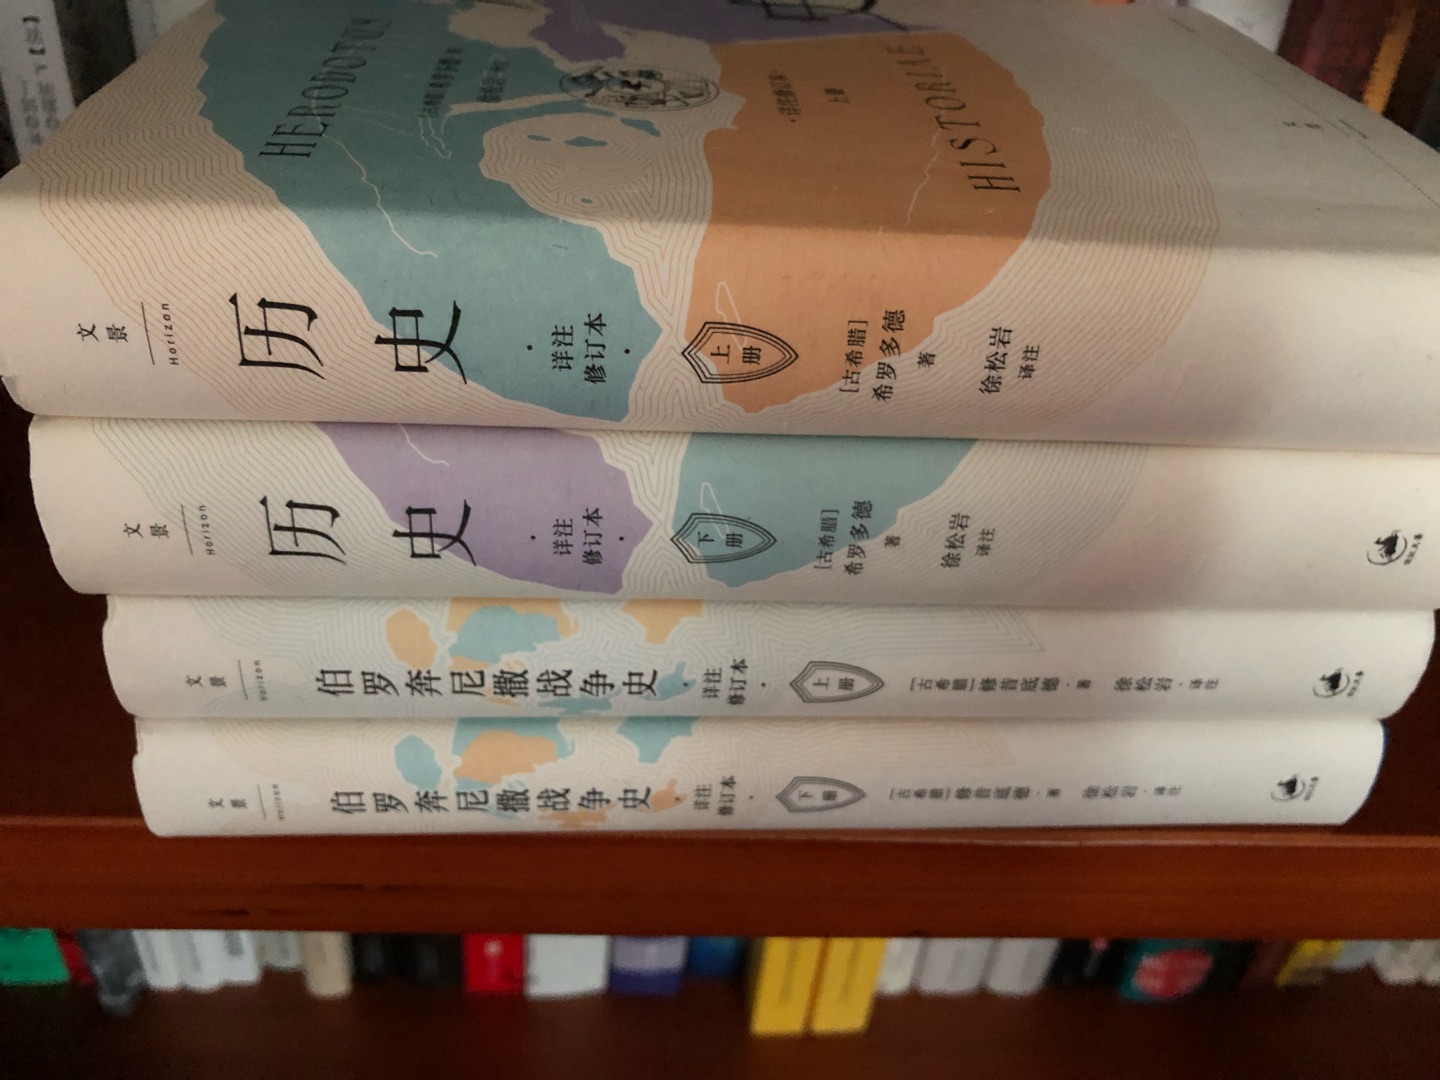 HERODOTUS
HISTORIAE
文景
Horizon
历史
·详注
修订本·
上册
[古希腊]
希罗多德
著
徐松岩
译注
文景
Horizon
历史
·详注
修订本·
下册
[古希腊]
希罗多德
著
徐松岩
译注
文景
Horizon
伯罗奔尼撒战争史
·详注
修订本·
上册
[古希腊]修昔底德·著
徐松岩·译注
文景
Horizon
伯罗奔尼撒战争史
·详注
修订本·
下册
[古希腊]修昔底德·著
徐松岩·译注